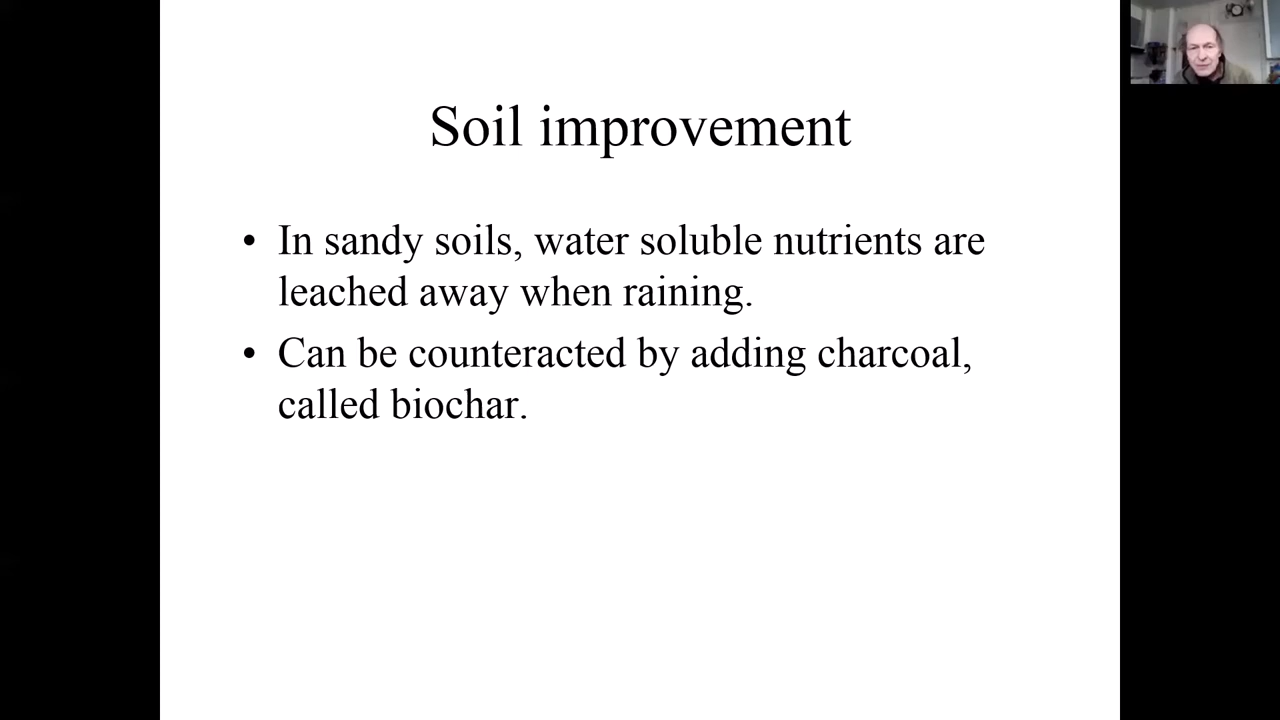 Soil improvement
• In sandy soils, water soluble nutrients are
leached away when raining.
• Can be counteracted by adding charcoal,
called biochar.